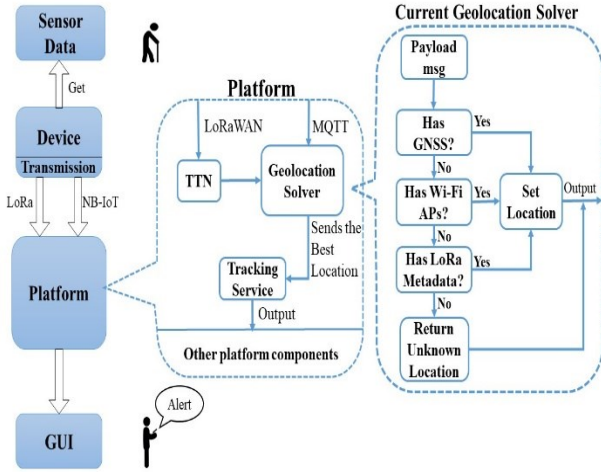 Sensor
Data
Get
Device
Transmission
LoRa
NB-IoT
Platform
GUI
Alert
Platform
LoRaWAN
MQTT
TTN
Geolocation
Solver
Sends the
Best
Location
Tracking
Service
Output
Other platform components
Current Geolocation Solver
Payload
msg
Has
GNSS?
Yes
No
Has Wi-Fi
APs?
Yes
Set
Location
Output
No
Has LoRa
Metadata?
Yes
No
Return
Unknown
Location